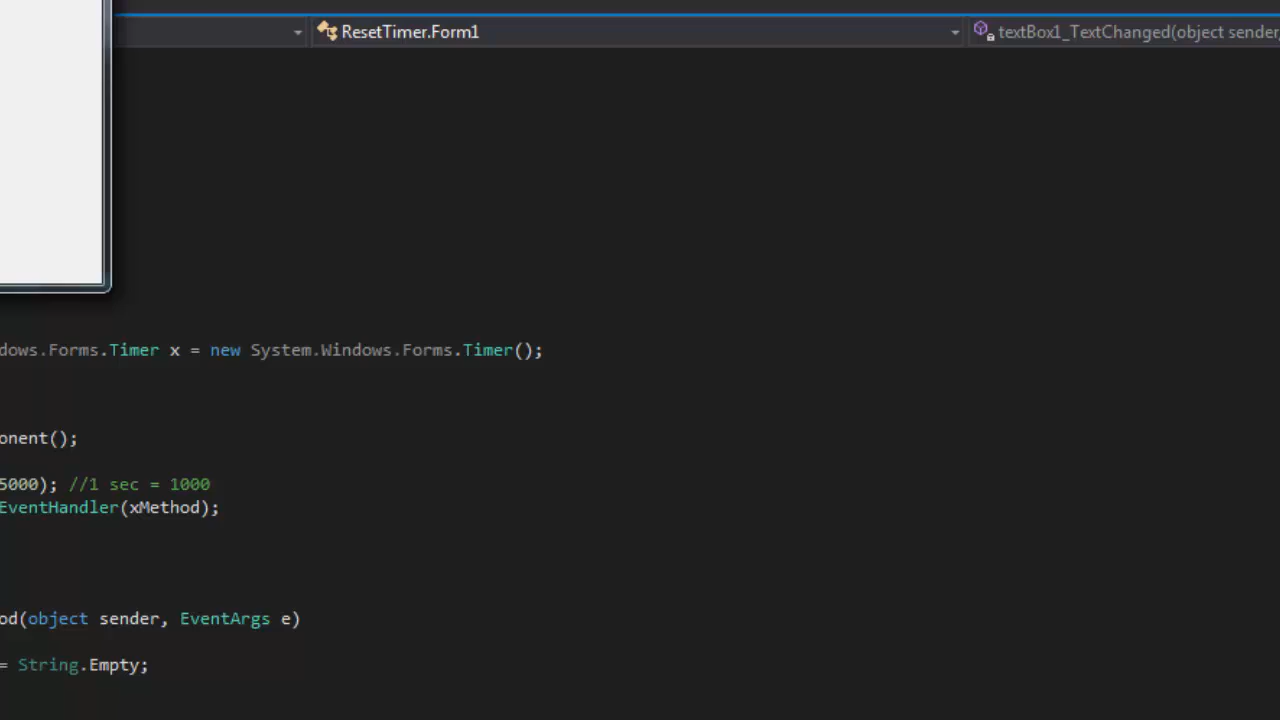 ResetTimer.Form1
textBox1_TextChanged(object sender,
dows.Forms.Timer x = new System.Windows.Forms.Timer();
onent();
5000); //1 sec = 1000
EventHandler(xMethod);
od(object sender, EventArgs e)
= String.Empty;